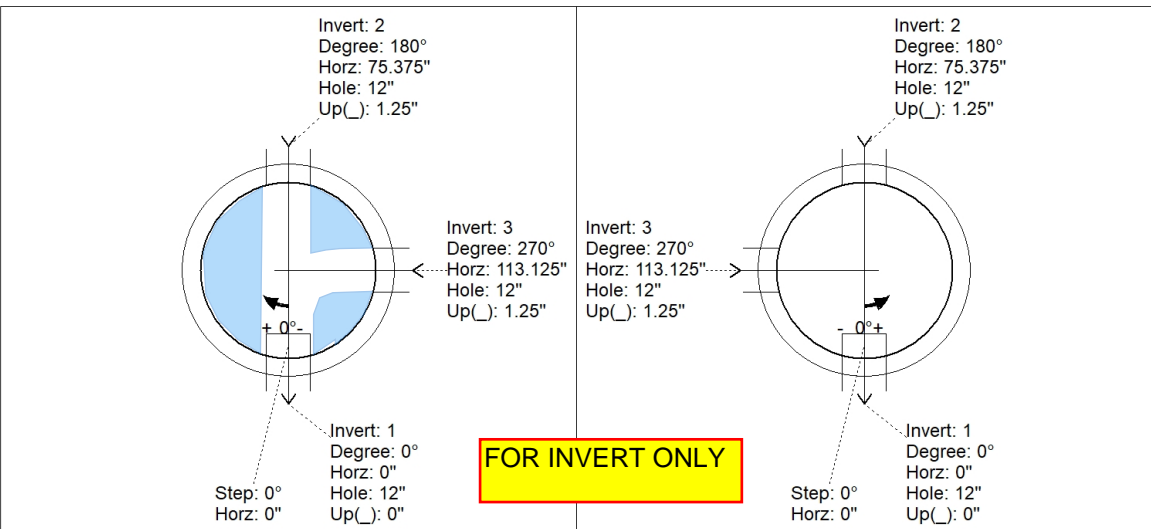 Invert: 2
Degree: 180°
Horz: 75.375"
Hole: 12"
Up(_): 1.25"
Invert: 3
Degree: 270°
Horz: 113.125"
Hole: 12"
Up(_): 1.25"
+ 0° -
Invert: 1
Degree: 0°
Horz: 0"
Hole: 12"
Up(_): 0"
Step: 0°
Horz: 0"
FOR INVERT ONLY
Invert: 2
Degree: 180°
Horz: 75.375"
Hole: 12"
Up(_): 1.25"
Invert: 3
Degree: 270°
Horz: 113.125"
Hole: 12"
Up(_): 1.25"
- 0° +
Invert: 1
Degree: 0°
Horz: 0"
Hole: 12"
Up(_): 0"
Step: 0°
Horz: 0"